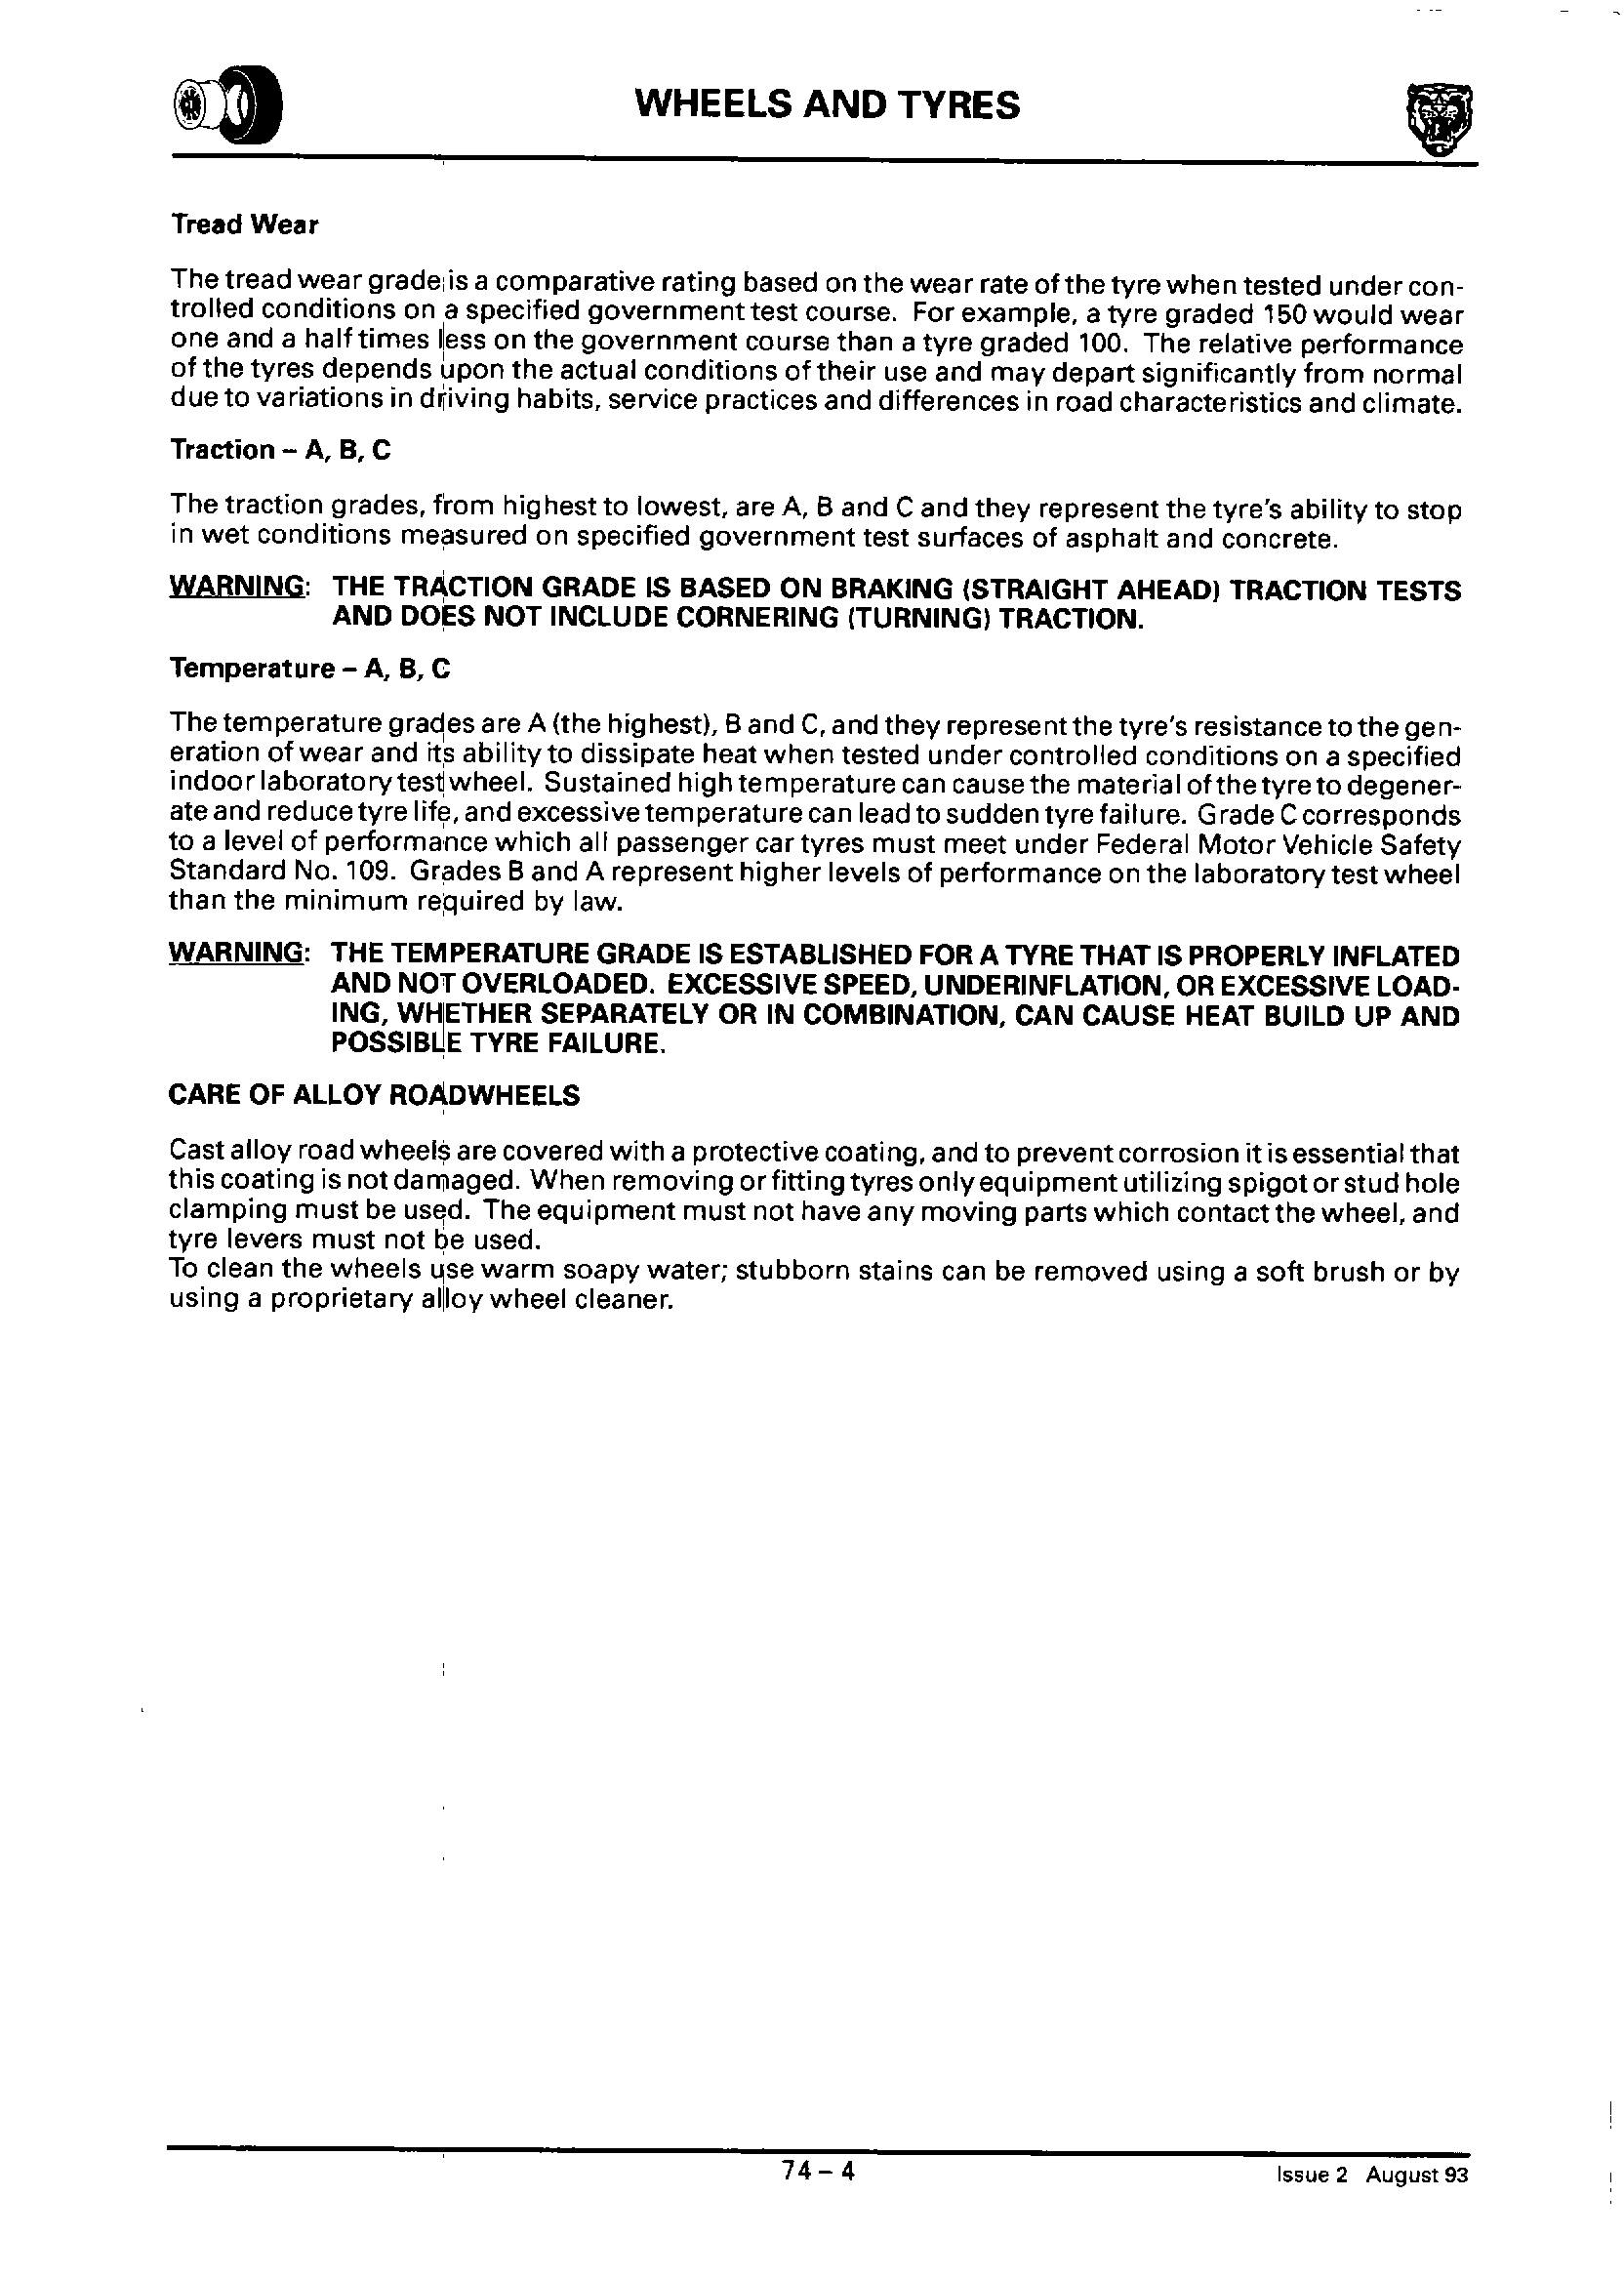 WHEELS AND TYRES
Tread Wear
The tread wear grade is a comparative rating based on the wear rate of the tyre when tested under con-
trolled conditions on a specified government test course. For example, a tyre graded 150 would wear
one and a half times less on the government course than a tyre graded 100. The relative performance
of the tyres depends upon the actual conditions of their use and may depart significantly from normal
due to variations in driving habits, service practices and differences in road characteristics and climate.
Traction – A, B, C
The traction grades, from highest to lowest, are A, B and C and they represent the tyre's ability to stop
in wet conditions measured on specified government test surfaces of asphalt and concrete.
WARNING: THE TRACTION GRADE IS BASED ON BRAKING (STRAIGHT AHEAD) TRACTION TESTS
AND DOES NOT INCLUDE CORNERING (TURNING) TRACTION.
Temperature – A, B, C
The temperature grades are A (the highest), B and C, and they represent the tyre's resistance to the gen-
eration of wear and it's ability to dissipate heat when tested under controlled conditions on a specified
indoor laboratory test wheel. Sustained high temperature can cause the material of the tyre to degener-
ate and reduce tyre life, and excessive temperature can lead to sudden tyre failure. Grade C corresponds
to a level of performance which all passenger car tyres must meet under Federal Motor Vehicle Safety
Standard No. 109. Grades B and A represent higher levels of performance on the laboratory test wheel
than the minimum required by law.
WARNING: THE TEMPERATURE GRADE IS ESTABLISHED FOR A TYRE THAT IS PROPERLY INFLATED
AND NOT OVERLOADED. EXCESSIVE SPEED, UNDERINFLATION, OR EXCESSIVE LOAD-
ING, WHETHER SEPARATELY OR IN COMBINATION, CAN CAUSE HEAT BUILD UP AND
POSSIBLE TYRE FAILURE.
CARE OF ALLOY ROADWHEELS
Cast alloy road wheels are covered with a protective coating, and to prevent corrosion it is essential that
this coating is not damaged. When removing or fitting tyres only equipment utilizing spigot or stud hole
clamping must be used. The equipment must not have any moving parts which contact the wheel, and
tyre levers must not be used.
To clean the wheels use warm soapy water; stubborn stains can be removed using a soft brush or by
using a proprietary alloy wheel cleaner.
74 – 4
Issue 2 August 93